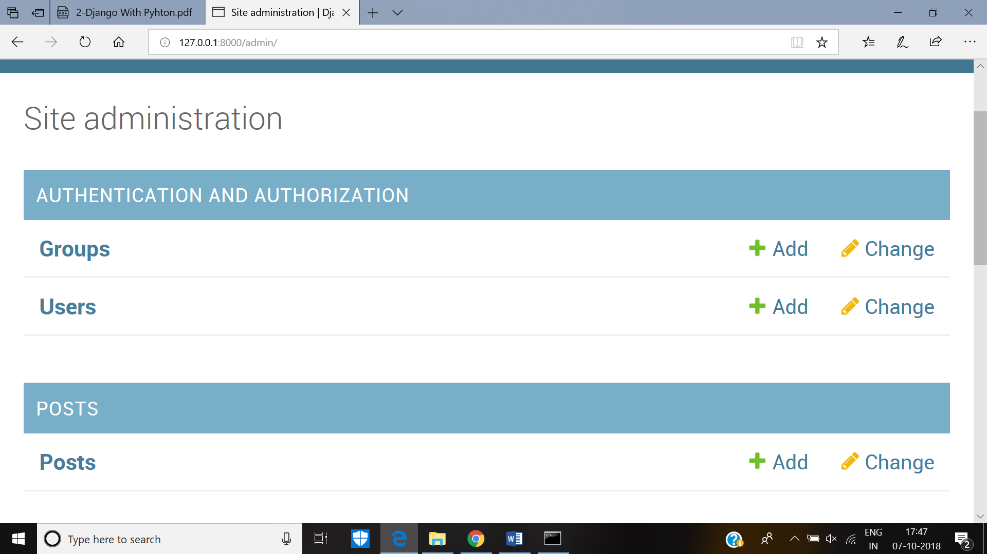 2-Django With Pyhton.pdf
Site administration | Dja
127.0.0.1:8000/admin/
Site administration
AUTHENTICATION AND AUTHORIZATION
Groups Add Change
Users Add Change
POSTS
Posts Add Change
Type here to search
ENG
IN
17:47
07-10-2018
2